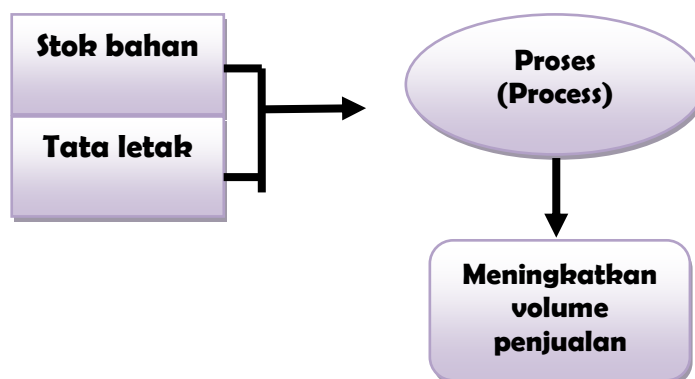 Stok bahan
Tata letak
Proses
(Process)
Meningkatkan
volume
penjualan